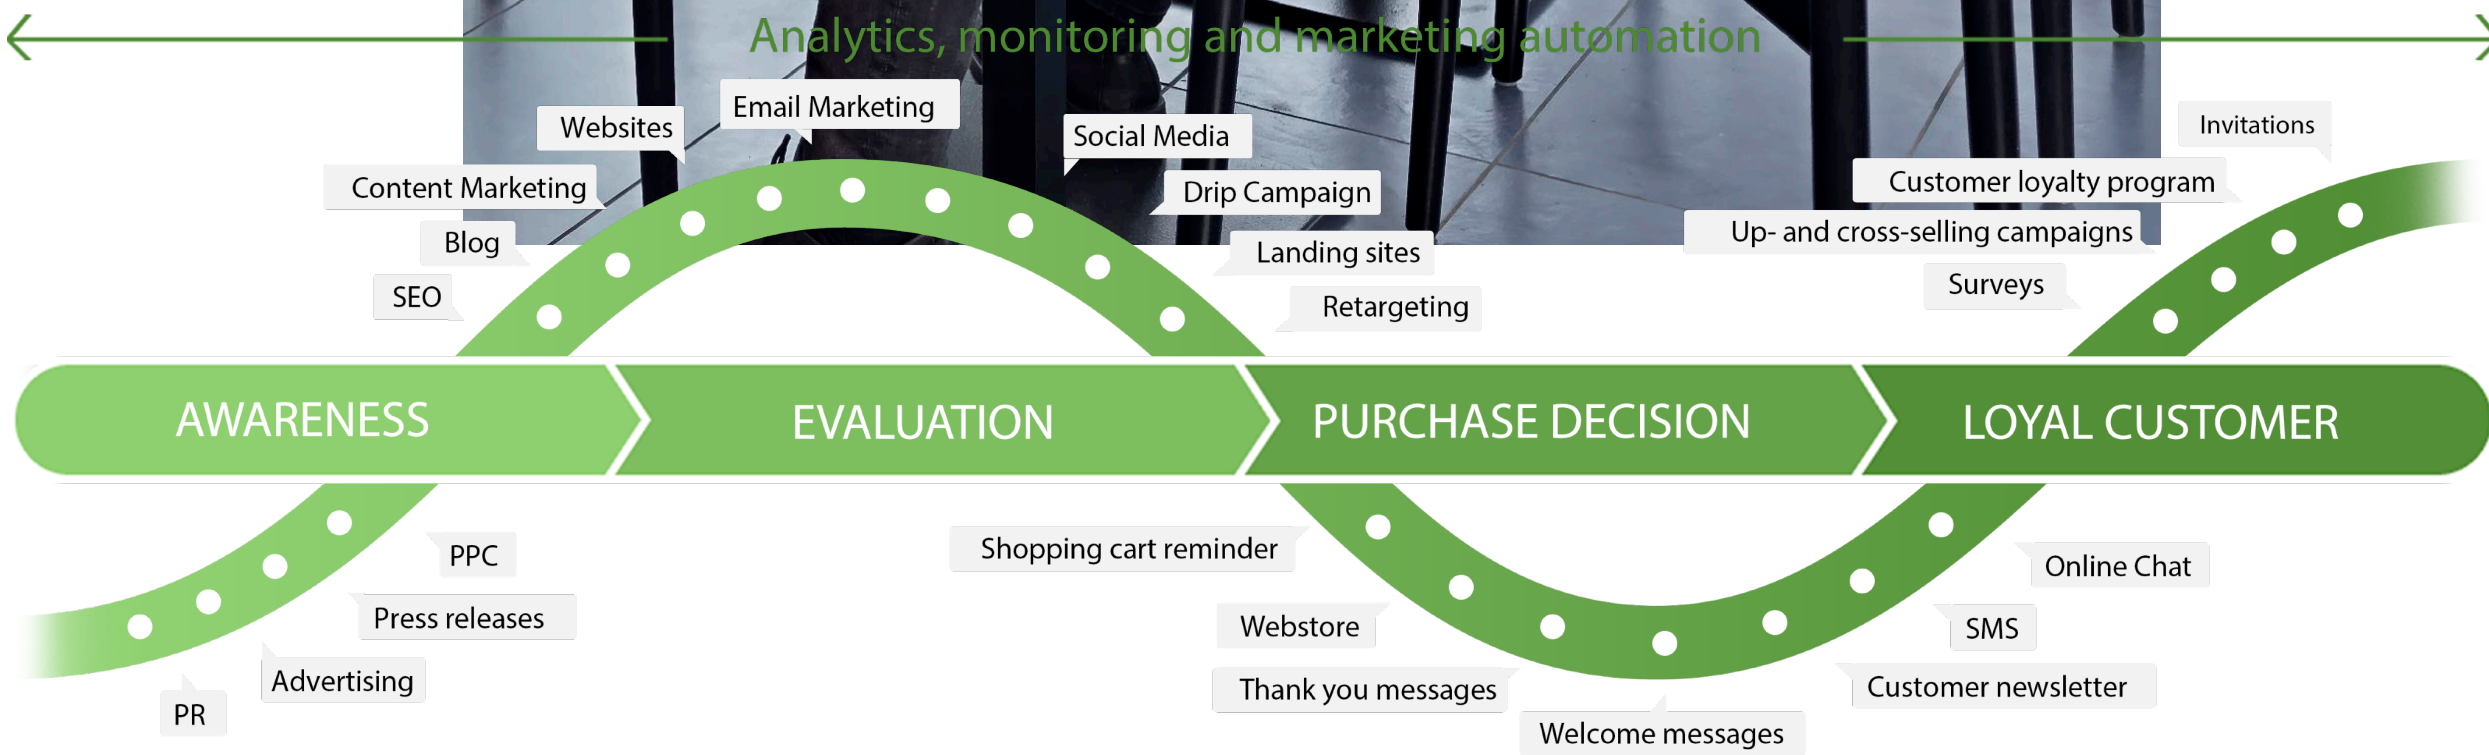 Analytics, monitoring and marketing automation
Email Marketing
Websites
Social Media
Invitations
Content Marketing
Drip Campaign
Customer loyalty program
Blog
Landing sites
Up- and cross-selling campaigns
SEO
Retargeting
Surveys
AWARENESS
EVALUATION
PURCHASE DECISION
LOYAL CUSTOMER
PPC
Shopping cart reminder
Online Chat
Press releases
Webstore
SMS
Advertising
Thank you messages
Customer newsletter
PR
Welcome messages